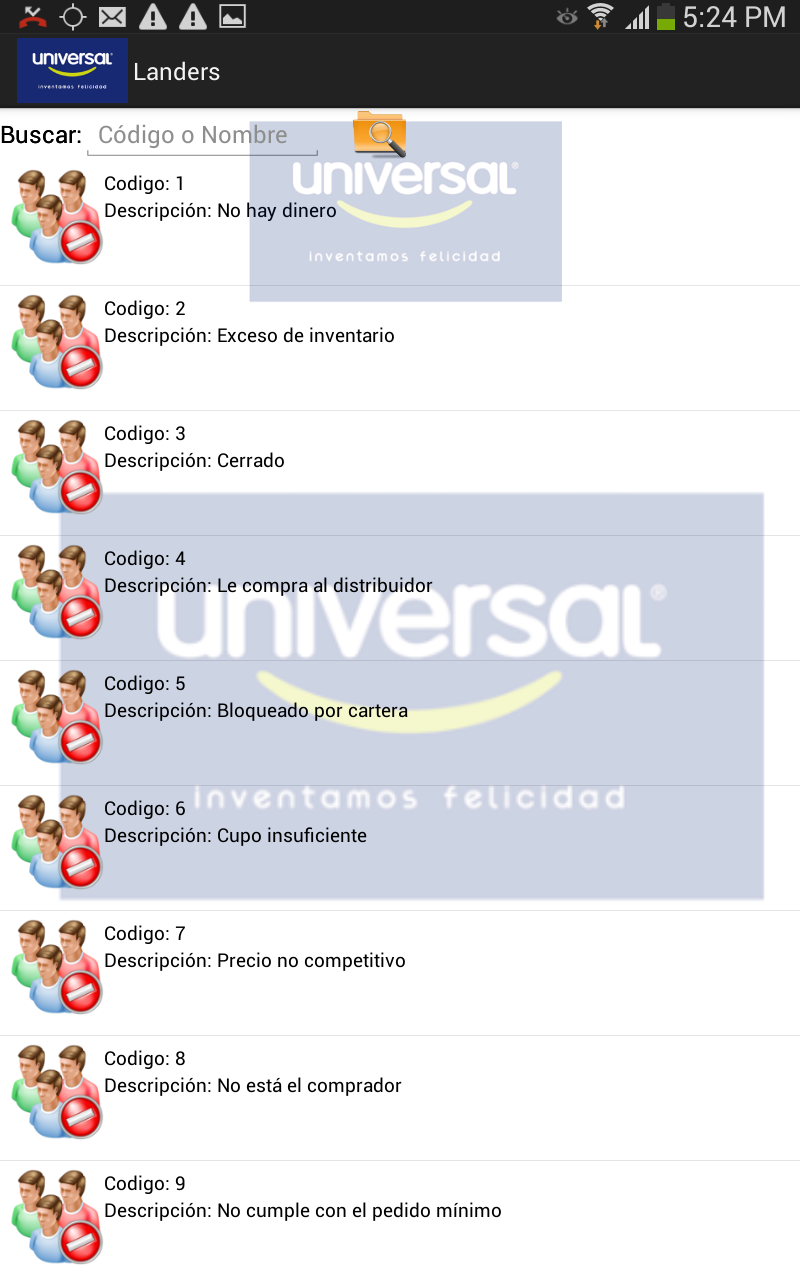 5:24 PM
universal
inventamos felicidad
Landers
Buscar: Código o Nombre
universal®
inventamos felicidad
Codigo: 1
Descripción: No hay dinero
Codigo: 2
Descripción: Exceso de inventario
Codigo: 3
Descripción: Cerrado
Codigo: 4
Descripción: Le compra al distribuidor
universal®
Codigo: 5
Descripción: Bloqueado por cartera
inventamos felicidad
Codigo: 6
Descripción: Cupo insuficiente
Codigo: 7
Descripción: Precio no competitivo
Codigo: 8
Descripción: No está el comprador
Codigo: 9
Descripción: No cumple con el pedido mínimo